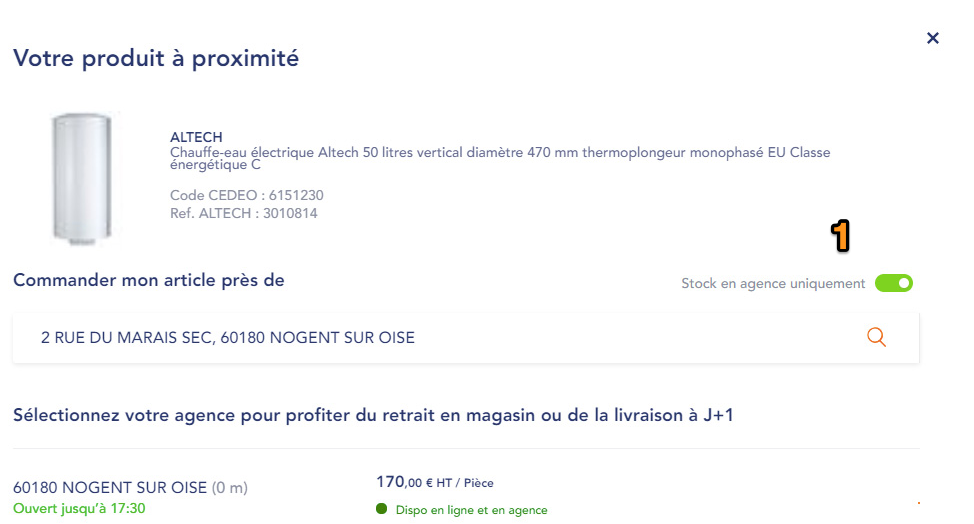 Votre produit à proximité
ALTECH
Chauffe-eau électrique Altech 50 litres vertical diamètre 470 mm thermoplongeur monophasé EU Classe
énergétique C
Code CEDEO : 6151230
Ref. ALTECH : 3010814
1
Commander mon article près de
Stock en agence uniquement
2 RUE DU MARAIS SEC, 60180 NOGENT SUR OISE
Sélectionnez votre agence pour profiter du retrait en magasin ou de la livraison à J+1
60180 NOGENT SUR OISE (0 m)
170,00 € HT / Pièce
Ouvert jusqu'à 17:30
Dispo en ligne et en agence